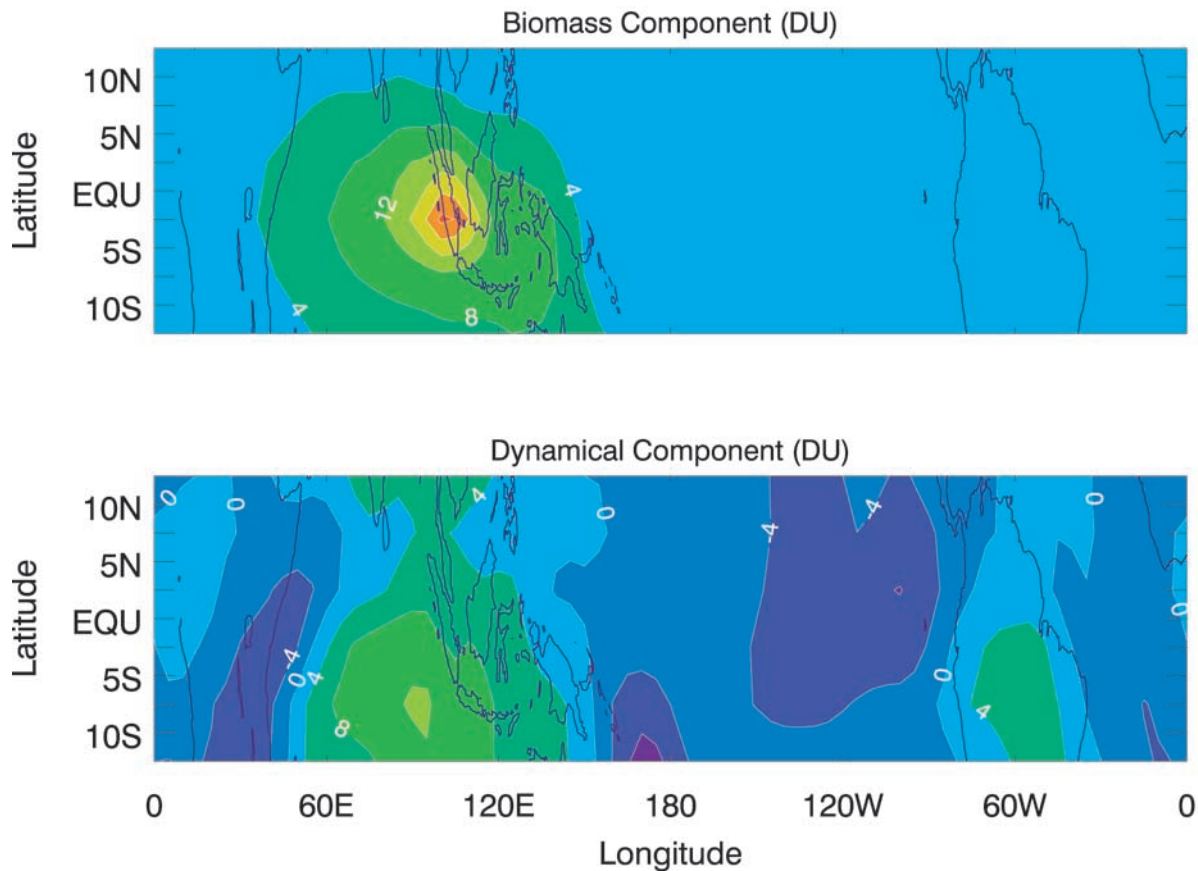 Biomass Component (DU)
Latitude
10N
5N
EQU
5S
10S
12
4
4
8
Dynamical Component (DU)
Latitude
10N
5N
EQU
5S
10S
0
0
4
0
-4
-4
-4
0
4
8
0
4
0
0
0
60E
120E
180
120W
60W
0
Longitude